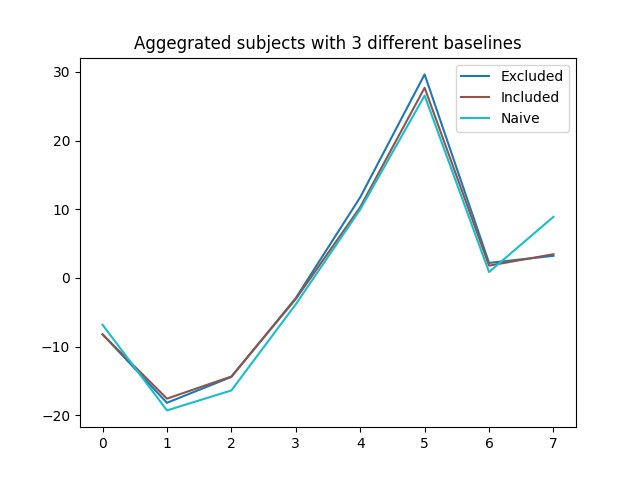 Aggegrated subjects with 3 different baselines
Excluded
Included
Naive
30
20
10
0
−10
−20
0 1 2 3 4 5 6 7